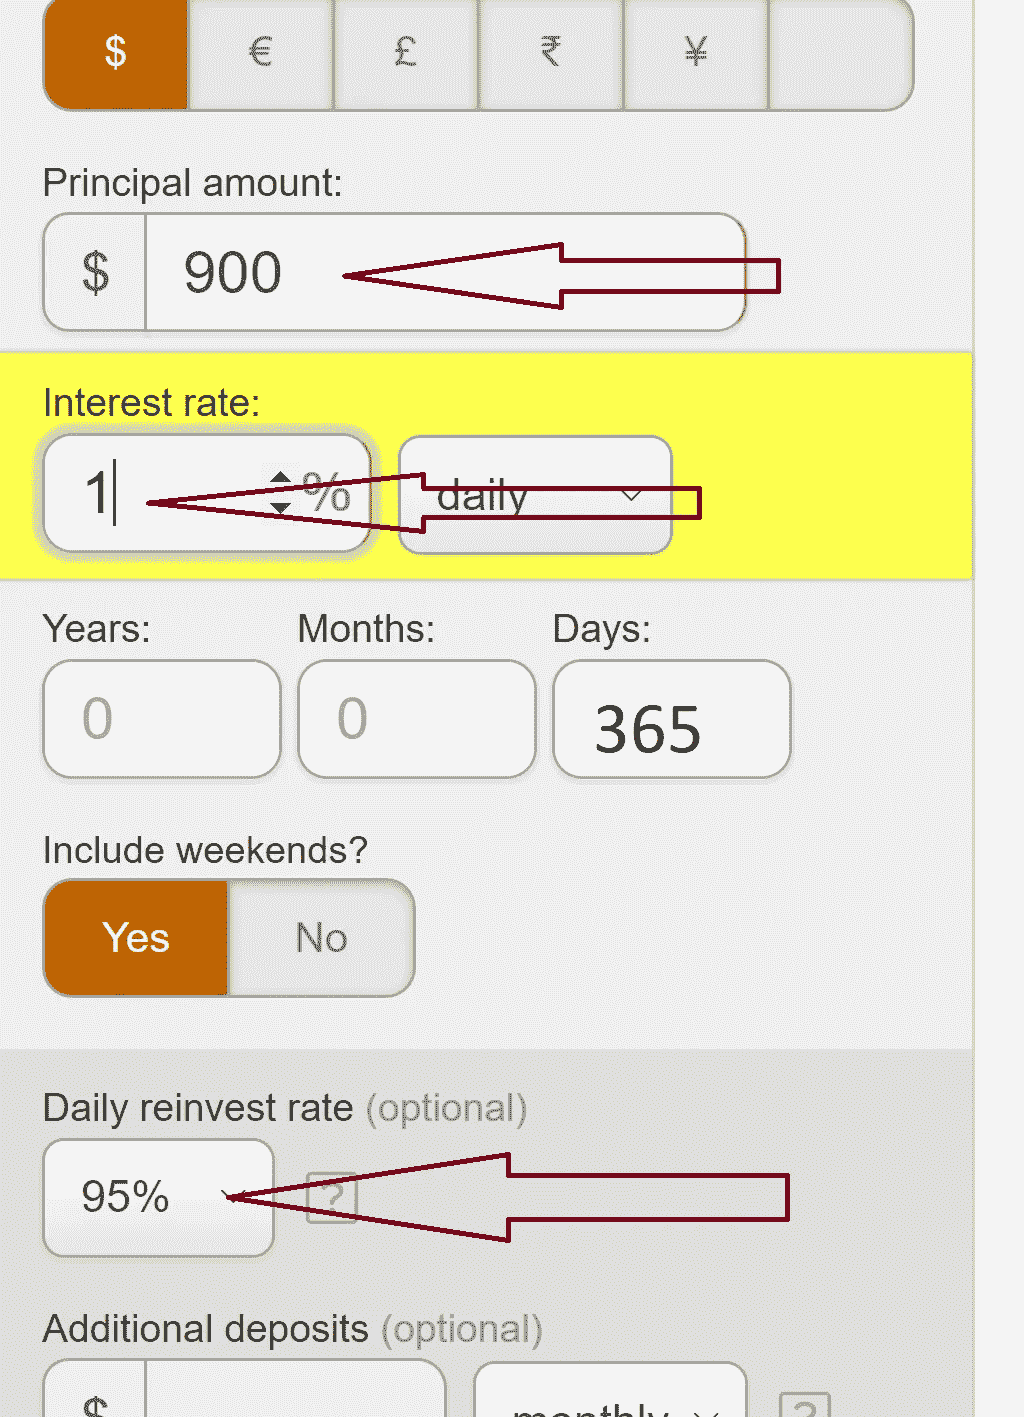 $ € £ ₹ ¥
Principal amount:
$ 900
Interest rate:
1 % daily
Years: Months: Days:
0 0 365
Include weekends?
Yes No
Daily reinvest rate (optional)
95% ?
Additional deposits (optional)
$ monthly ?